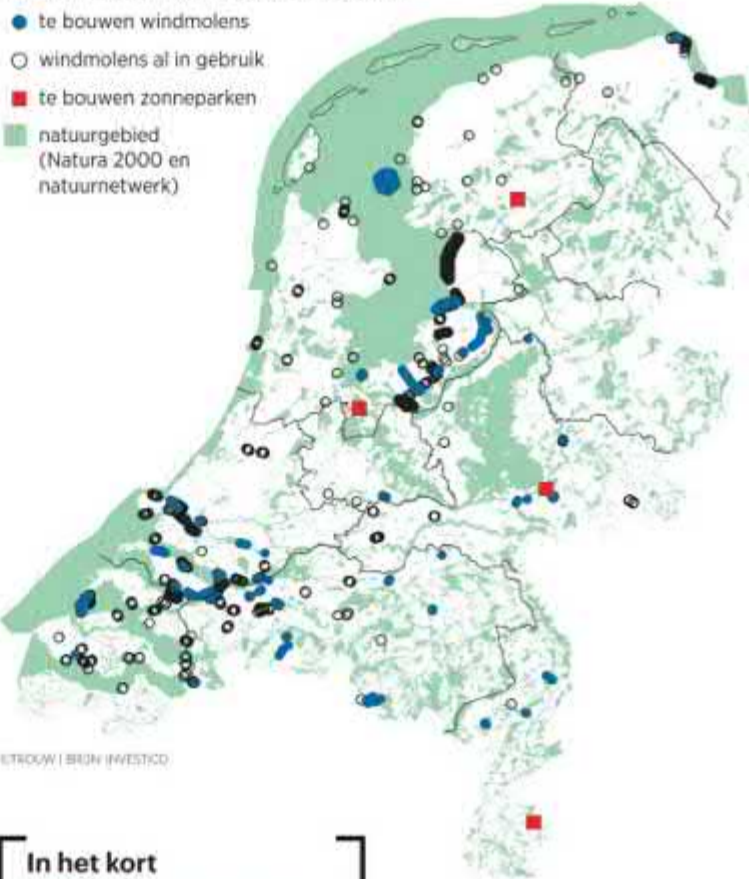 te bouwen windmolens
windmolens al in gebruik
te bouwen zonneparken
natuurgebied
(Natura 2000 en
natuurnetwerk)
©TROUW | BRON: INVESTICO
In het kort